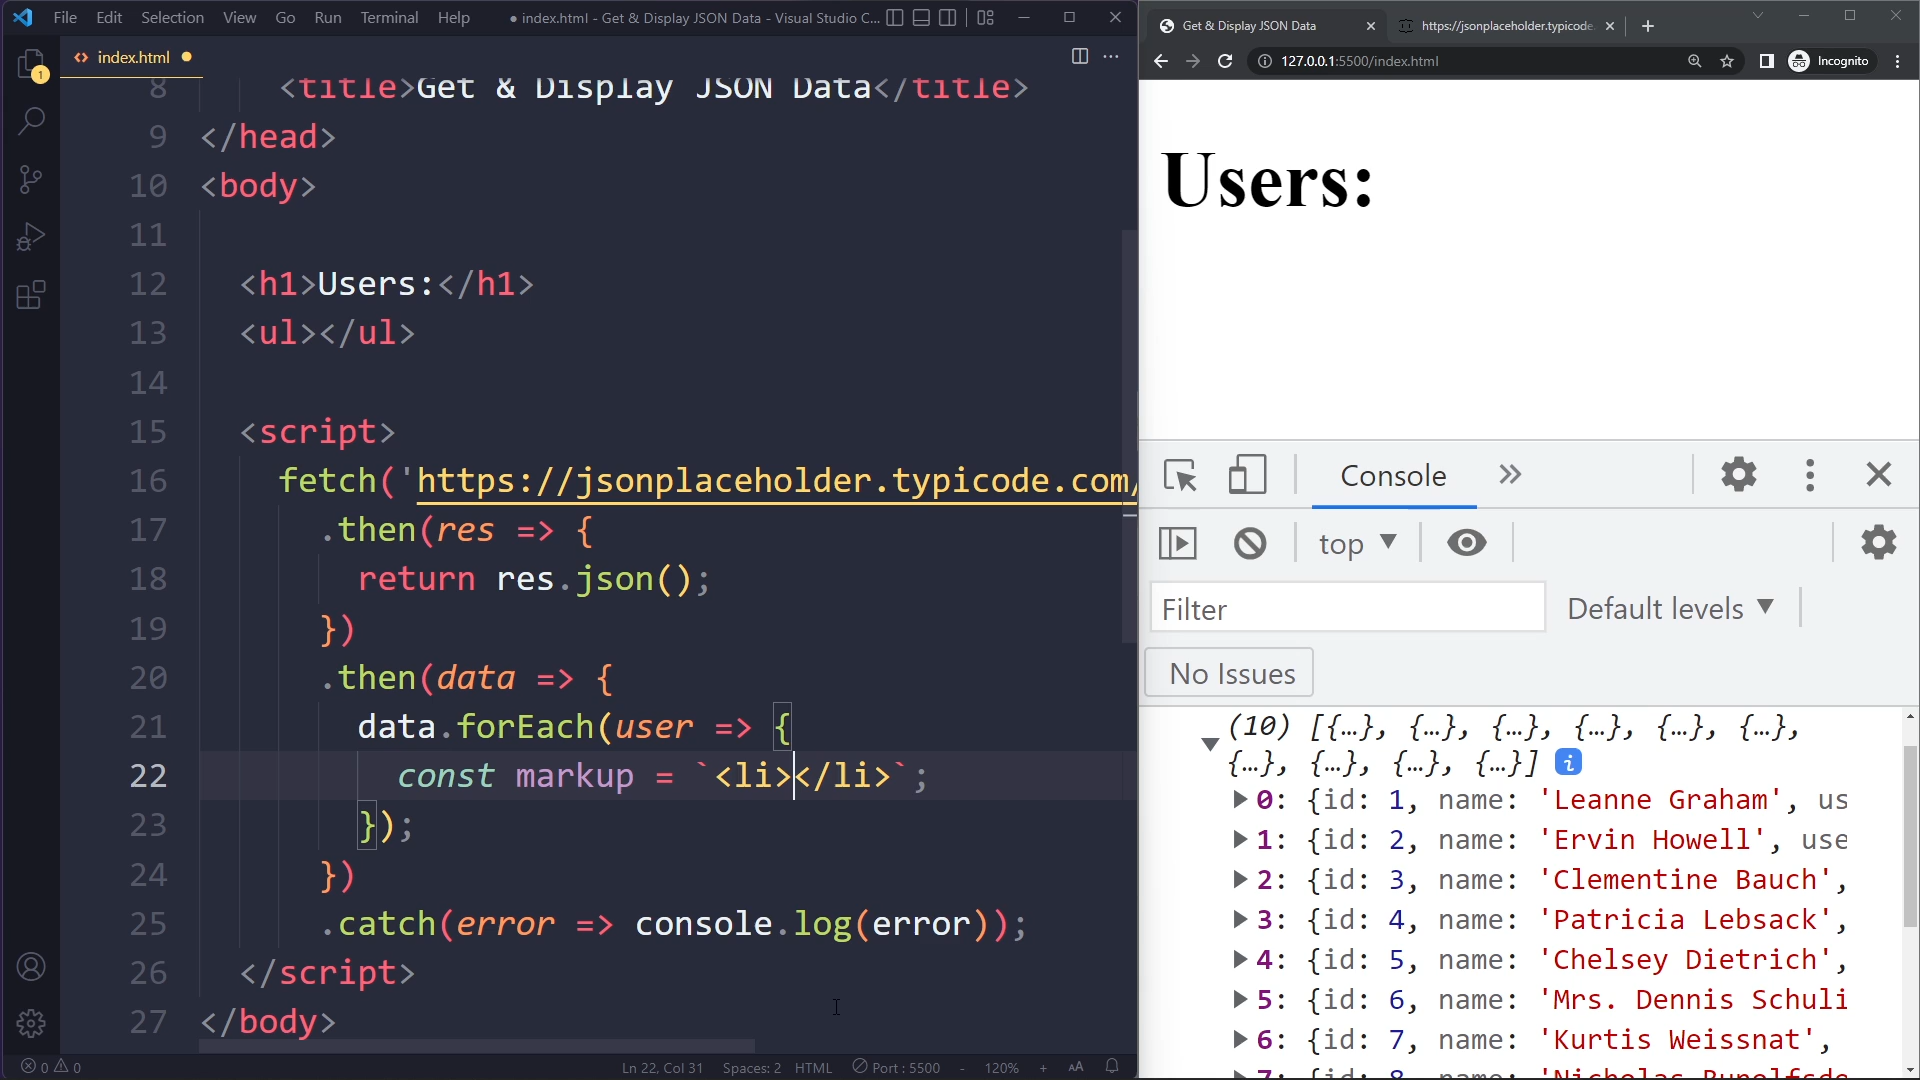 File Edit Selection View Go Run Terminal Help ● index.html - Get & Display JSON Data - Visual Studio C...
index.html ●
8 <title>Get & Display JSON Data</title>
9 </head>
10 <body>
11
12 <h1>Users:</h1>
13 <ul></ul>
14
15 <script>
16 fetch('https://jsonplaceholder.typicode.com/
17 .then(res => {
18 return res.json();
19 })
20 .then(data => {
21 data.forEach(user => {
22 const markup = `<li></li>`;
23 });
24 })
25 .catch(error => console.log(error));
26 </script>
27 </body>
1
0 0
Ln 22, Col 31 Spaces: 2 HTML Port : 5500 - 120% + AA
Get & Display JSON Data https://jsonplaceholder.typicode.
127.0.0.1:5500/index.html Incognito
Users:
Console
top
Filter Default levels
No Issues
(10) [{…}, {…}, {…}, {…}, {…}, {…},
{…}, {…}, {…}, {…}] i
0: {id: 1, name: 'Leanne Graham', us
1: {id: 2, name: 'Ervin Howell', use
2: {id: 3, name: 'Clementine Bauch',
3: {id: 4, name: 'Patricia Lebsack',
4: {id: 5, name: 'Chelsey Dietrich',
5: {id: 6, name: 'Mrs. Dennis Schuli
6: {id: 7, name: 'Kurtis Weissnat',